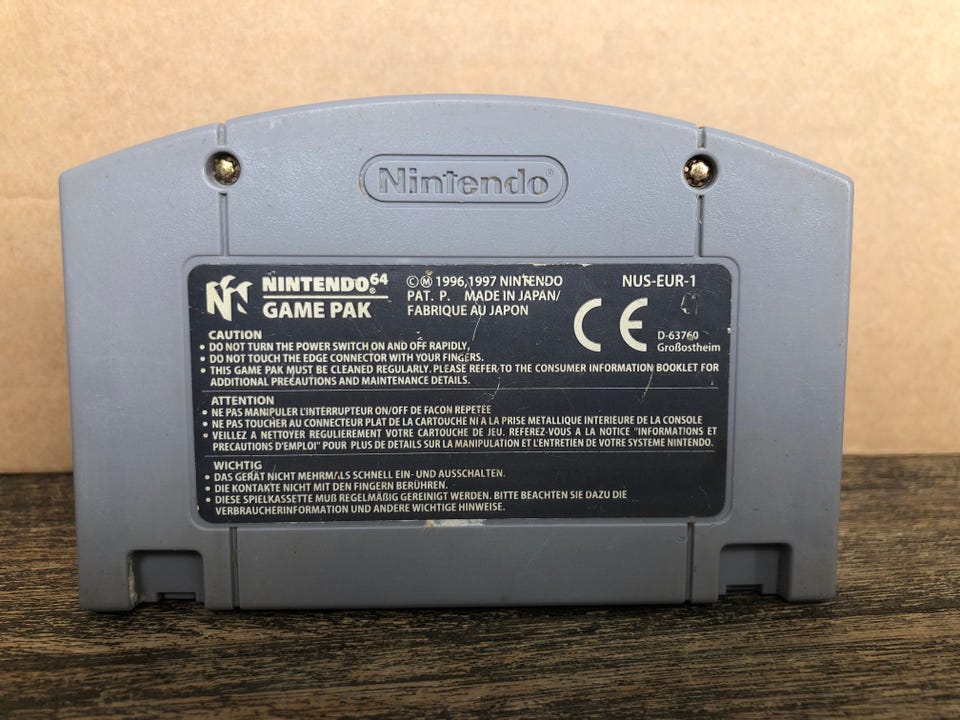 Nintendo®
NINTENDO⁶⁴®
GAME PAK
©Ⓜ 1996,1997 NINTENDO
PAT. P. MADE IN JAPAN/
FABRIQUE AU JAPON
NUS-EUR-1
CE
D-63760
Großostheim
CAUTION
• DO NOT TURN THE POWER SWITCH ON AND OFF RAPIDLY.
• DO NOT TOUCH THE EDGE CONNECTOR WITH YOUR FINGERS.
• THIS GAME PAK MUST BE CLEANED REGULARLY. PLEASE REFER TO THE CONSUMER INFORMATION BOOKLET FOR
ADDITIONAL PRECAUTIONS AND MAINTENANCE DETAILS.
ATTENTION
• NE PAS MANIPULER L'INTERRUPTEUR ON/OFF DE FACON REPETEE
• NE PAS TOUCHER AU CONNECTEUR PLAT DE LA CARTOUCHE NI A LA PRISE METALLIQUE INTERIEURE DE LA CONSOLE
• VEILLEZ A NETTOYER REGULIEREMENT VOTRE CARTOUCHE DE JEU. REFEREZ-VOUS A LA NOTICE "INFORMATIONS ET
PRECAUTIONS D'EMPLOI" POUR PLUS DE DETAILS SUR LA MANIPULATION ET L'ENTRETIEN DE VOTRE SYSTEME NINTENDO.
WICHTIG
• DAS GERÄT NICHT MEHRMALS SCHNELL EIN- UND AUSSCHALTEN.
• DIE KONTAKTE NICHT MIT DEN FINGERN BERÜHREN.
• DIESE SPIELKASSETTE MUß REGELMÄßIG GEREINIGT WERDEN. BITTE BEACHTEN SIE DAZU DIE
VERBRAUCHERINFORMATION UND ANDERE WICHTIGE HINWEISE.